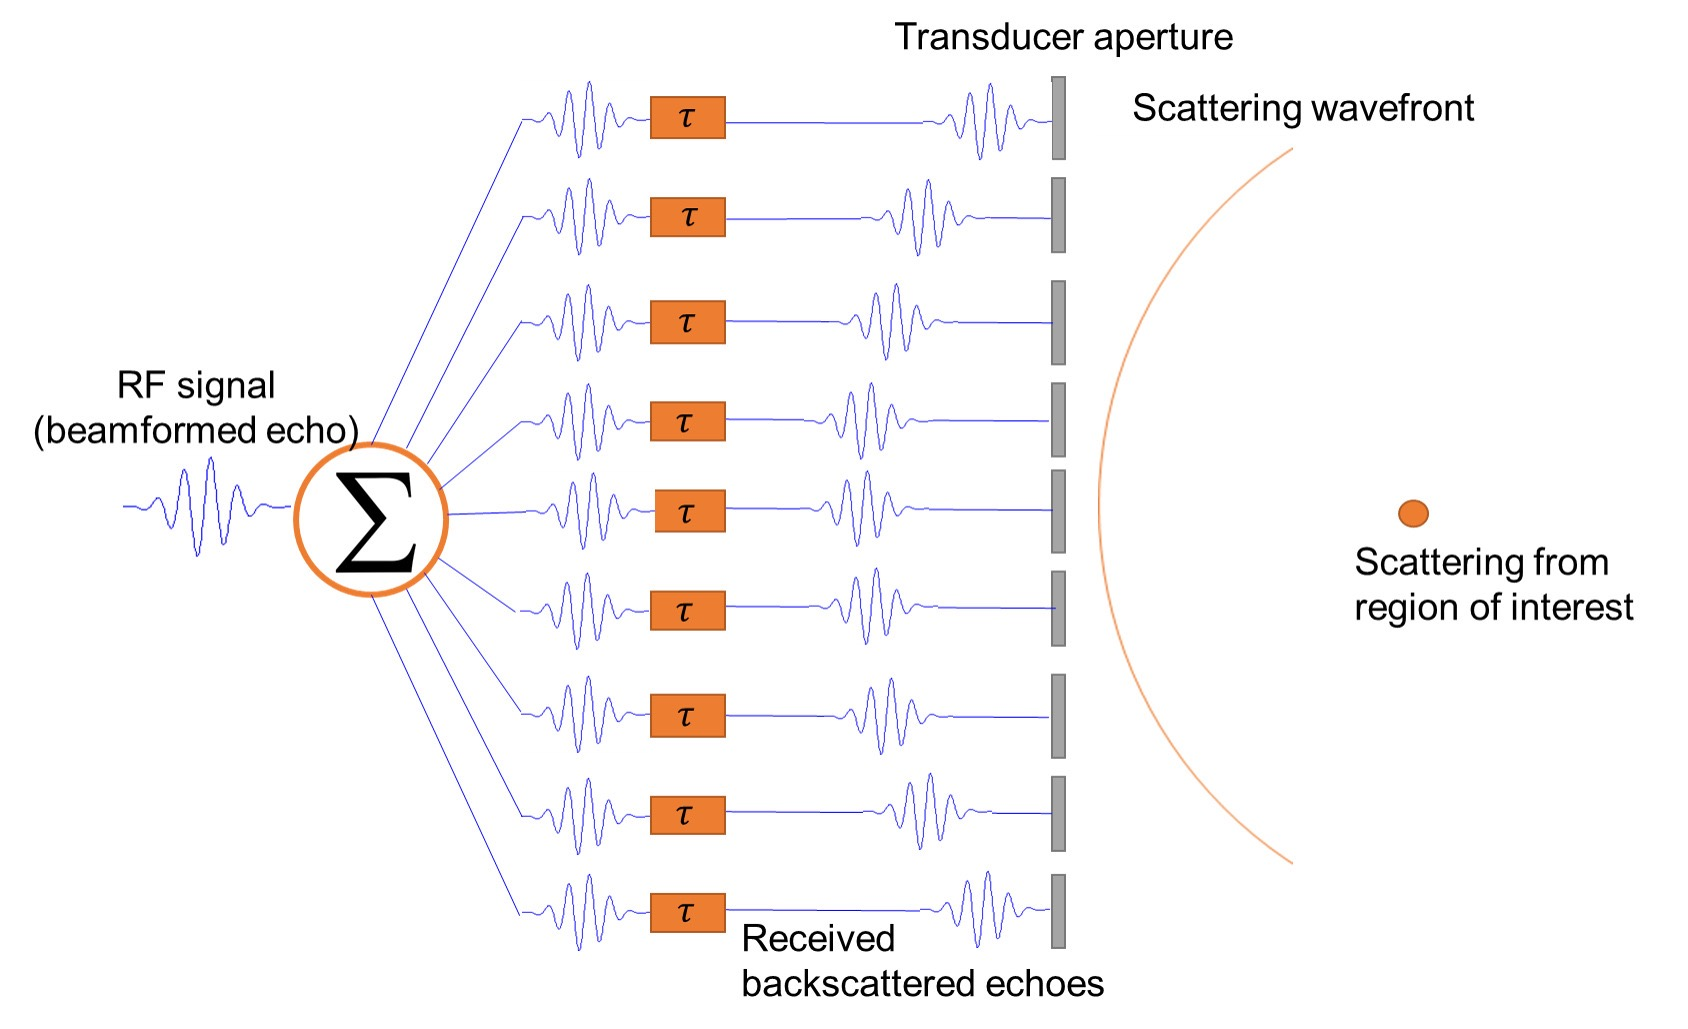 Transducer aperture
Scattering wavefront
τ
τ
τ
RF signal
(beamformed echo)
τ
Σ
τ
Scattering from
region of interest
τ
τ
τ
τ
Received
backscattered echoes